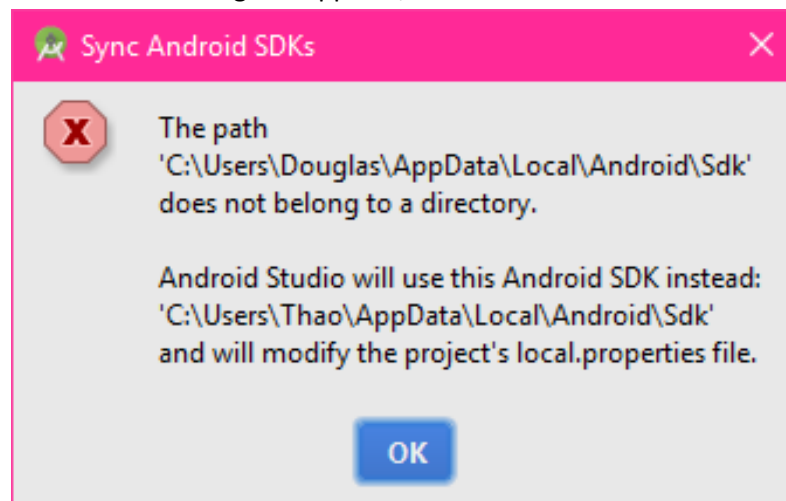 Sync Android SDKs
The path
'C:\Users\Douglas\AppData\Local\Android\Sdk'
does not belong to a directory.
Android Studio will use this Android SDK instead:
'C:\Users\Thao\AppData\Local\Android\Sdk'
and will modify the project's local.properties file.
OK